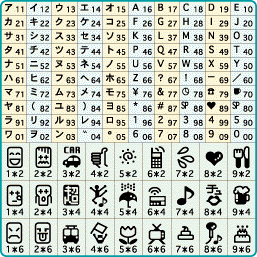 ア 11 イ 12 ウ 13 エ 14 オ 15 A 16 B 17 C 18 D 19 E 10
カ 21 キ 22 ク 23 ケ 24 コ 25 F 26 G 27 H 28 I 29 J 20
サ 31 シ 32 ス 33 セ 34 ソ 35 K 36 L 37 M 38 N 39 O 30
タ 41 チ 42 ツ 43 テ 44 ト 45 P 46 Q 47 R 48 S 49 T 40
ナ 51 ニ 52 ヌ 53 ネ 54 ノ 55 U 56 V 57 W 58 X 59 Y 50
ハ 61 ヒ 62 フ 63 ヘ 64 ホ 65 Z 66 ? 67 ! 68 － 69 / 60
マ 71 ミ 72 ム 73 メ 74 モ 75 ¥ 76 & 77 78 79 70
ヤ 81 ( 82 ユ 83 ) 84 ヨ 85 * 86 # 87 SP 88 ♥ 89 SP 80
ラ 91 リ 92 ル 93 レ 94 ロ 95 1 96 2 97 3 98 4 99 5 90
ワ 01 ヲ 02 ン 03 ゛ 04 ゜ 05 6 06 7 07 8 08 9 09 0 00
CAR
1*2 2*2 3*2 4*2 5*2 6*2 7*2 8*2 9*2
1*4 2*4 3*4 4*4 5*4 6*4 7*4 8*4 9*4
1*6 2*6 3*6 4*6 5*6 6*6 7*6 8*6 9*6